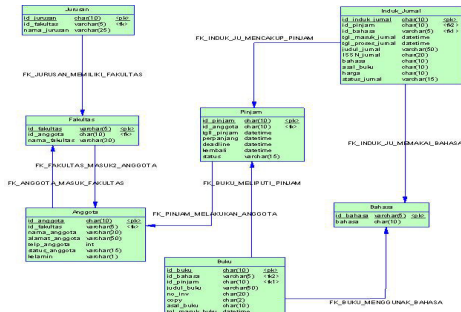 Jurusan
id_jurusan char(10) <pk>
id_fakultas varchar(5) <fk>
nama_jurusan varchar(25)
Induk_Jurnal
id_induk_jurnal char(10) <pk>
id_pinjam char(10) <fk1>
id_bahasa varchar(5) <fk2>
tgl_masuk_jurnal datetime
tgl_proses_jurnal datetime
judul_jurnal varchar(50)
ISSN_jurnal char(20)
bahasa char(10)
asal_buku char(10)
harga char(10)
status_jurnal varchar(15)
FK_INDUK_JU_MENCAKUP_PINJAM
FK_JURUSAN_MEMILIKI_FAKULTAS
Fakultas
id_fakultas varchar(5) <pk>
id_anggota char(10) <fk>
nama_fakultas varchar(30)
Pinjam
id_pinjam char(10) <pk>
id_anggota char(10) <fk>
tgl_pinjam datetime
perpanjang datetime
deadline datetime
kembali datetime
status varchar(15)
FK_INDUK_JU_MEMAKAI_BAHASA
FK_FAKULTAS_MASUK2_ANGGOTA
FK_ANGGOTA_MASUK_FAKULTAS
FK_BUKU_MELIPUTI_PINJAM
Anggota
id_anggota char(10) <pk>
id_fakultas varchar(5) <fk>
nama_anggota varchar(30)
alamat_anggota varchar(50)
telp_anggota int
status_anggota varchar(15)
kelamin varchar(1)
FK_PINJAM_MELAKUKAN_ANGGOTA
Bahasa
id_bahasa varchar(5) <pk>
bahasa char(10)
Buku
id_buku char(10) <pk>
id_bahasa varchar(5) <fk2>
id_pinjam char(10) <fk1>
judul_buku varchar(50)
no_inv char(20)
copy char(2)
asal_buku char(10)
tgl_masuk_buku datetime
FK_BUKU_MENGGUNAK_BAHASA